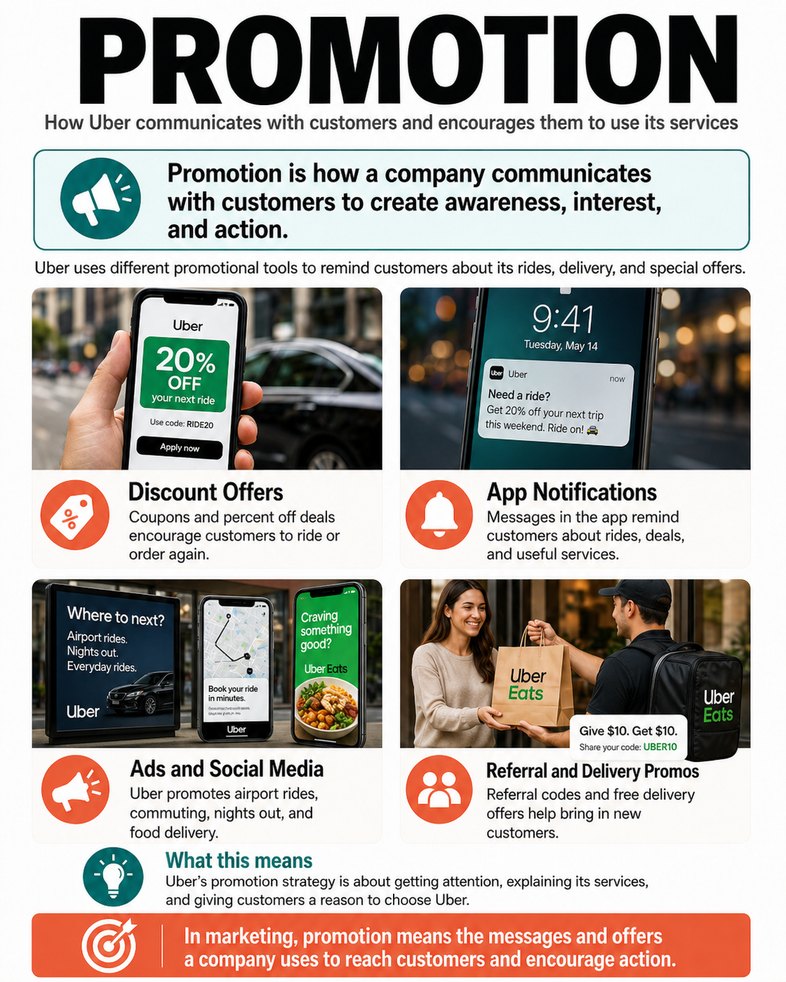 PROMOTION
How Uber communicates with customers and encourages them to use its services
Promotion is how a company communicates
with customers to create awareness, interest,
and action.
Uber uses different promotional tools to remind customers about its rides, delivery, and special offers.
Uber
20%
OFF
your next ride
Use code: RIDE20
Apply now
9:41
Tuesday, May 14
Uber
Uber
now
Need a ride?
Get 20% off your next trip
this weekend. Ride on! 🚖
Discount Offers
Coupons and percent off deals
encourage customers to ride or
order again.
App Notifications
Messages in the app remind
customers about rides, deals,
and useful services.
Where to next?
Airport rides.
Nights out.
Everyday rides.
Uber
Book your ride
in minutes.
Uber
Craving
something
good?
Uber Eats
Uber
Eats
Uber
Eats
Give $10. Get $10.
Share your code: UBER10
Ads and Social Media
Uber promotes airport rides,
commuting, nights out, and
food delivery.
Referral and Delivery Promos
Referral codes and free delivery
offers help bring in new
customers.
What this means
Uber's promotion strategy is about getting attention, explaining its services,
and giving customers a reason to choose Uber.
In marketing, promotion means the messages and offers
a company uses to reach customers and encourage action.